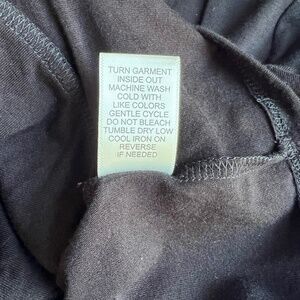 TURN GARMENT
INSIDE OUT
MACHINE WASH
COLD WITH
LIKE COLORS
GENTLE CYCLE
DO NOT BLEACH
TUMBLE DRY LOW
COOL IRON ON
REVERSE
IF NEEDED